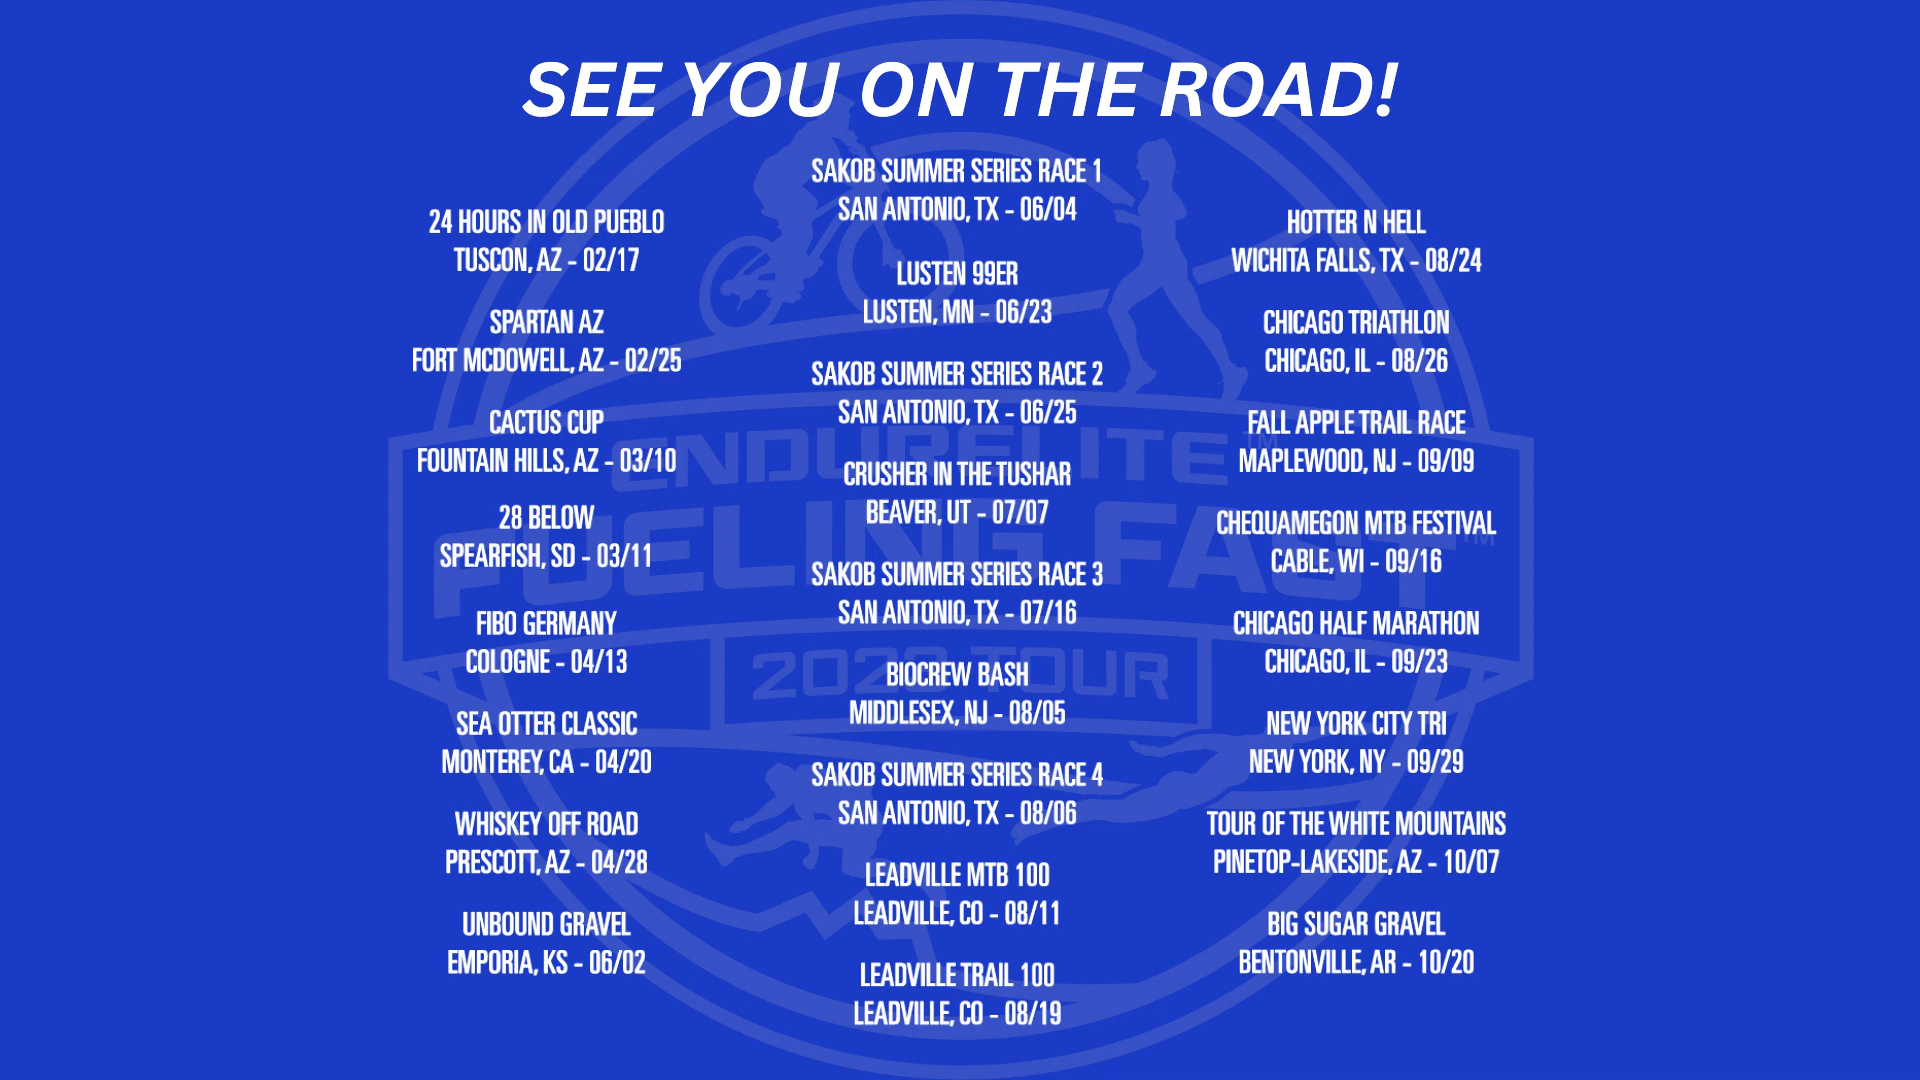 SEE YOU ON THE ROAD!
24 HOURS IN OLD PUEBLO
TUSCON, AZ - 02/17
SPARTAN AZ
FORT MCDOWELL, AZ - 02/25
CACTUS CUP
FOUNTAIN HILLS, AZ - 03/10
28 BELOW
SPEARFISH, SD - 03/11
FIBO GERMANY
COLOGNE - 04/13
SEA OTTER CLASSIC
MONTEREY, CA - 04/20
WHISKEY OFF ROAD
PRESCOTT, AZ - 04/28
UNBOUND GRAVEL
EMPORIA, KS - 06/02
SAKOB SUMMER SERIES RACE 1
SAN ANTONIO, TX - 06/04
LUSTEN 99ER
LUSTEN, MN - 06/23
SAKOB SUMMER SERIES RACE 2
SAN ANTONIO, TX - 06/25
CRUSHER IN THE TUSHAR
BEAVER, UT - 07/07
SAKOB SUMMER SERIES RACE 3
SAN ANTONIO, TX - 07/16
BIOCREW BASH
MIDDLESEX, NJ - 08/05
SAKOB SUMMER SERIES RACE 4
SAN ANTONIO, TX - 08/06
LEADVILLE MTB 100
LEADVILLE, CO - 08/11
LEADVILLE TRAIL 100
LEADVILLE, CO - 08/19
HOTTER N HELL
WICHITA FALLS, TX - 08/24
CHICAGO TRIATHLON
CHICAGO, IL - 08/26
FALL APPLE TRAIL RACE
MAPLEWOOD, NJ - 09/09
CHEQUAMEGON MTB FESTIVAL
CABLE, WI - 09/16
CHICAGO HALF MARATHON
CHICAGO, IL - 09/23
NEW YORK CITY TRI
NEW YORK, NY - 09/29
TOUR OF THE WHITE MOUNTAINS
PINETOP-LAKESIDE, AZ - 10/07
BIG SUGAR GRAVEL
BENTONVILLE, AR - 10/20
ENDURELITE™
FUELING FAST™
2023 TOUR